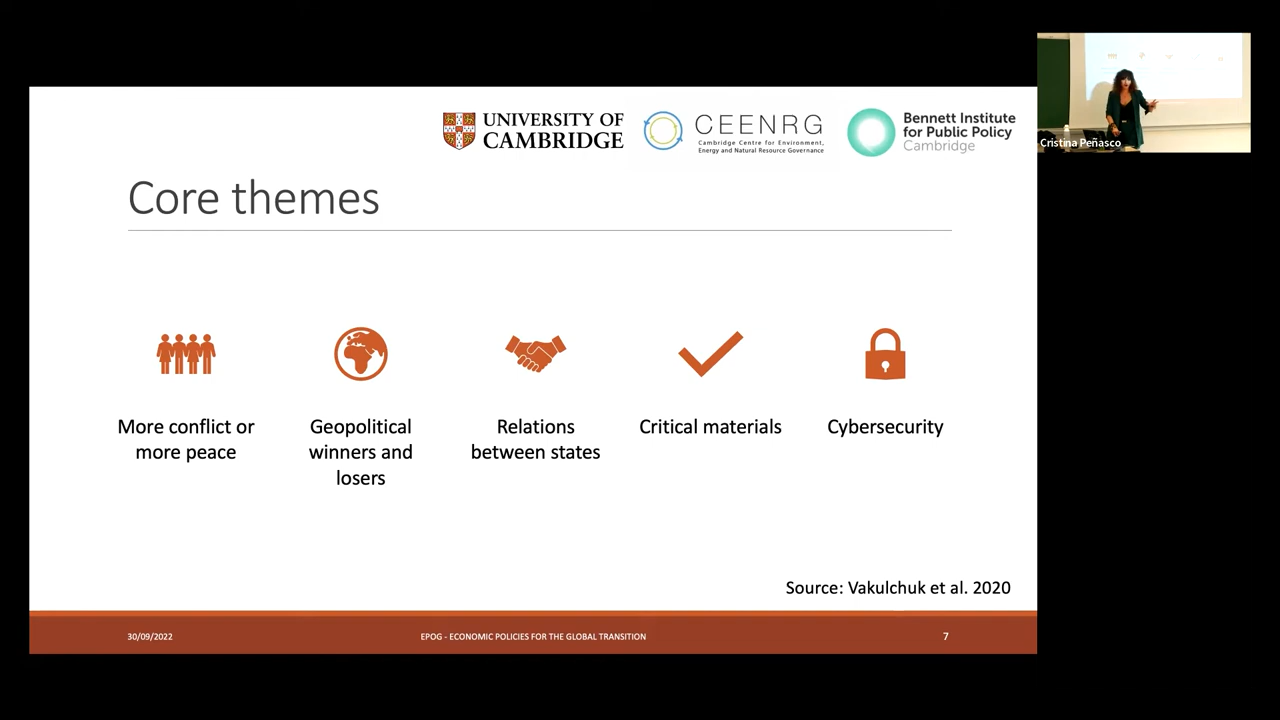 UNIVERSITY OF
CAMBRIDGE
CEENRG
Cambridge Centre for Environment,
Energy and Natural Resource Governance
Bennett Institute
for Public Policy
Cambridge
Cristina Peñasco
Core themes
More conflict or
more peace
Geopolitical
winners and
losers
Relations
between states
Critical materials
Cybersecurity
Source: Vakulchuk et al. 2020
30/09/2022
EPOG - ECONOMIC POLICIES FOR THE GLOBAL TRANSITION
7